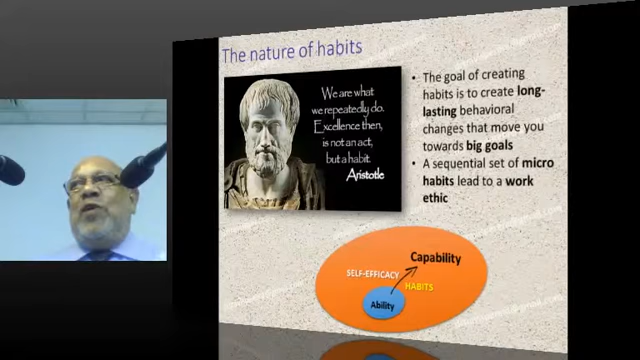 The nature of habits
We are what
we repeatedly do.
Excellence then,
is not an act,
but a habit.
Aristotle
• The goal of creating
habits is to create long-
lasting behavioral
changes that move you
towards big goals
• A sequential set of micro
habits lead to a work
ethic
Capability
SELF-EFFICACY
HABITS
Ability